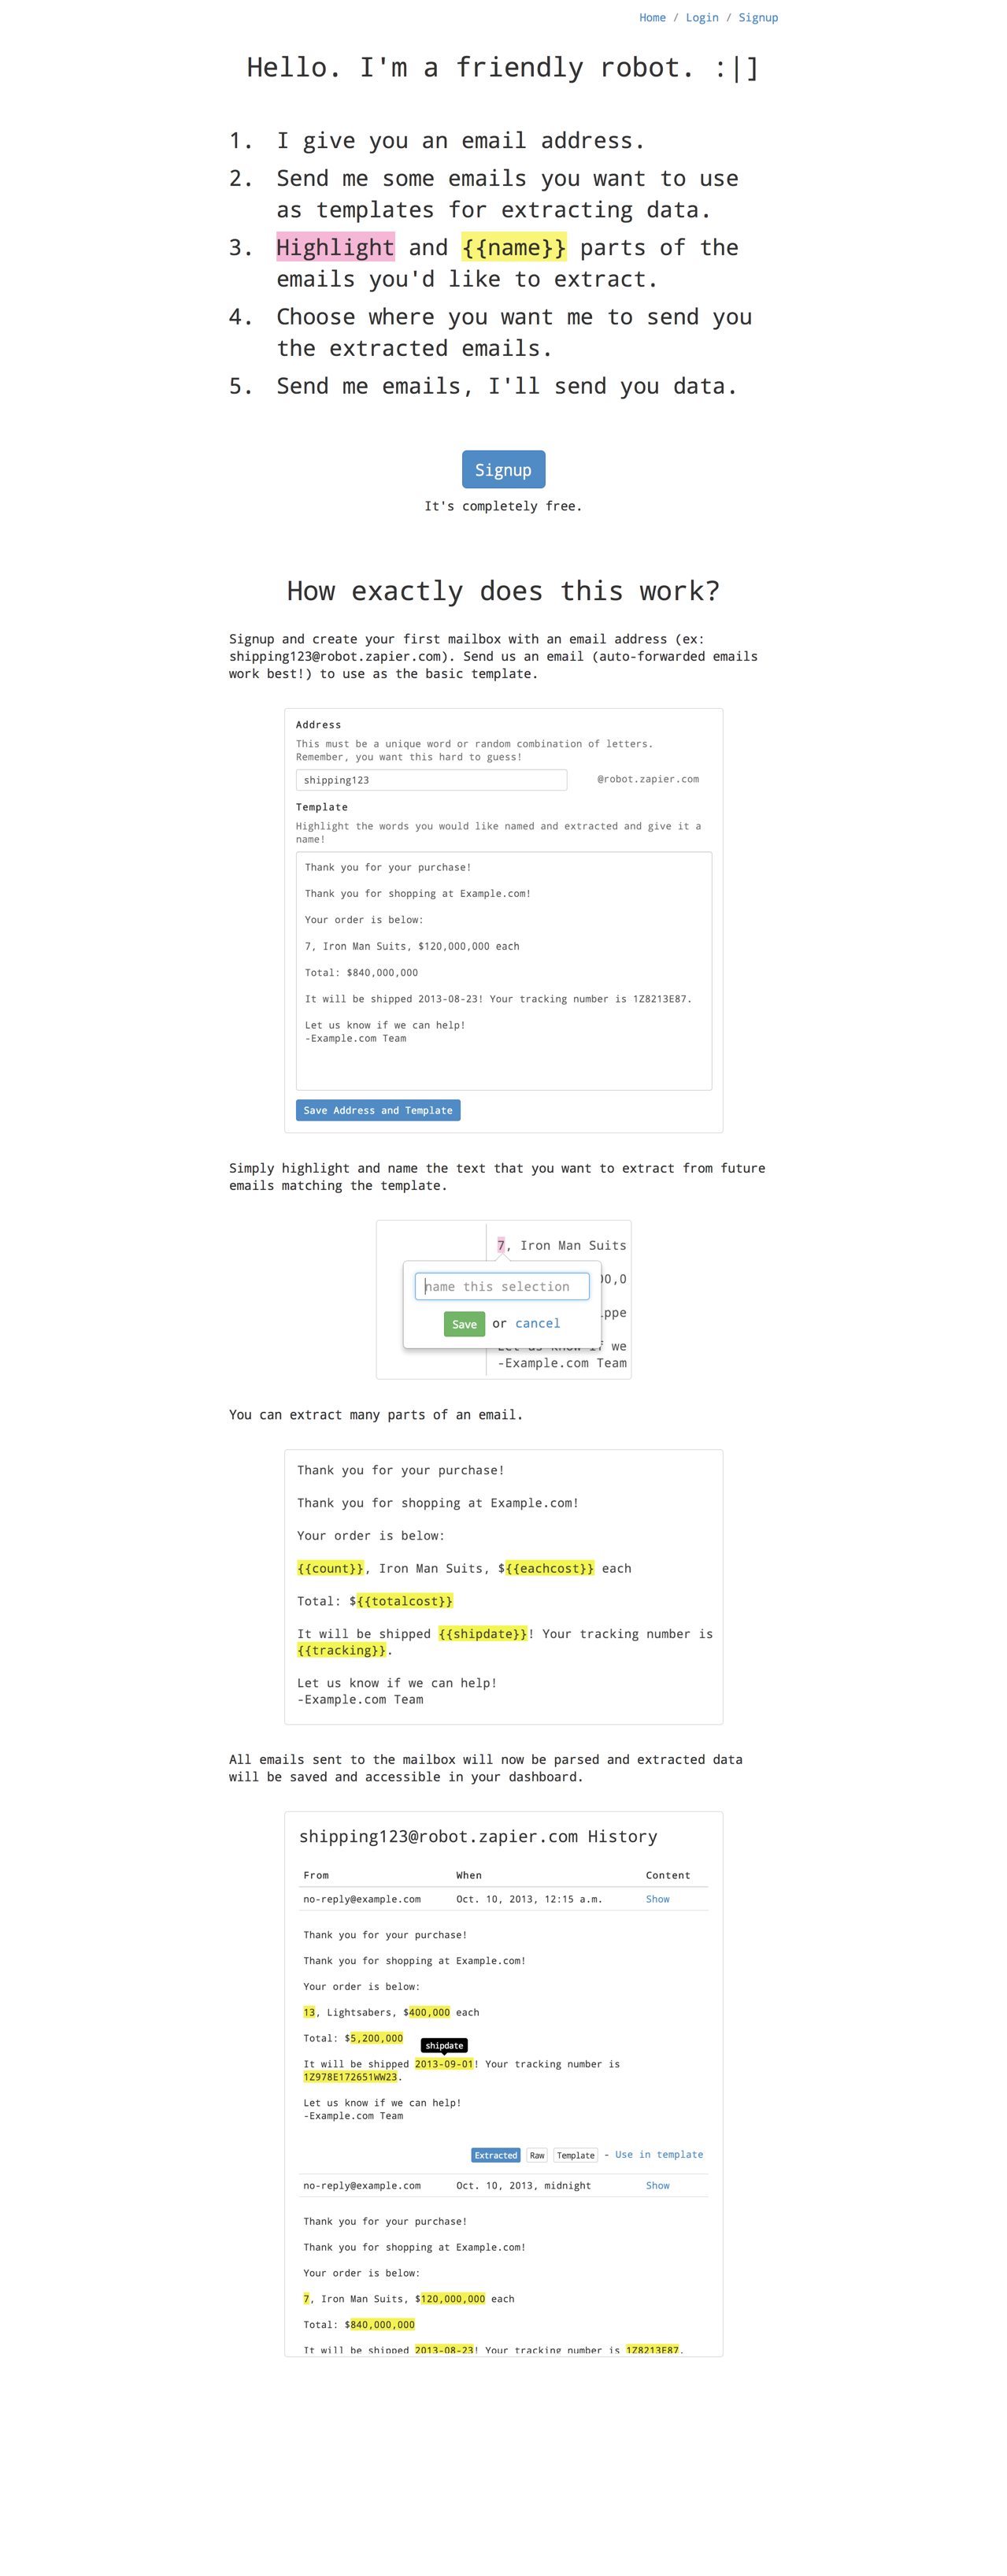 Home / Login / Signup
Hello. I'm a friendly robot. :|]
1. I give you an email address.
2. Send me some emails you want to use
as templates for extracting data.
3. Highlight and {{name}} parts of the
emails you'd like to extract.
4. Choose where you want me to send you
the extracted emails.
5. Send me emails, I'll send you data.
Signup
It's completely free.
How exactly does this work?
Signup and create your first mailbox with an email address (ex:
shipping123@robot.zapier.com). Send us an email (auto-forwarded emails
work best!) to use as the basic template.
Address
This must be a unique word or random combination of letters.
Remember, you want this hard to guess!
shipping123 @robot.zapier.com
Template
Highlight the words you would like named and extracted and give it a
name!
Thank you for your purchase!
Thank you for shopping at Example.com!
Your order is below:
7, Iron Man Suits, $120,000,000 each
Total: $840,000,000
It will be shipped 2013-08-23! Your tracking number is 1Z8213E87.
Let us know if we can help!
-Example.com Team
Save Address and Template
Simply highlight and name the text that you want to extract from future
emails matching the template.
7, Iron Man Suits
00,0
name this selection
ippe
Save or cancel
Let us know if we
-Example.com Team
You can extract many parts of an email.
Thank you for your purchase!
Thank you for shopping at Example.com!
Your order is below:
{{count}}, Iron Man Suits, ${{eachcost}} each
Total: ${{totalcost}}
It will be shipped {{shipdate}}! Your tracking number is
{{tracking}}.
Let us know if we can help!
-Example.com Team
All emails sent to the mailbox will now be parsed and extracted data
will be saved and accessible in your dashboard.
shipping123@robot.zapier.com History
From When Content
no-reply@example.com Oct. 10, 2013, 12:15 a.m. Show
Thank you for your purchase!
Thank you for shopping at Example.com!
Your order is below:
13, Lightsabers, $400,000 each
Total: $5,200,000
shipdate
It will be shipped 2013-09-01! Your tracking number is
1Z978E172651WW23.
Let us know if we can help!
-Example.com Team
Extracted Raw Template - Use in template
no-reply@example.com Oct. 10, 2013, midnight Show
Thank you for your purchase!
Thank you for shopping at Example.com!
Your order is below:
7, Iron Man Suits, $120,000,000 each
Total: $840,000,000
It will be shipped 2013-08-23! Your tracking number is 1Z8213E87.